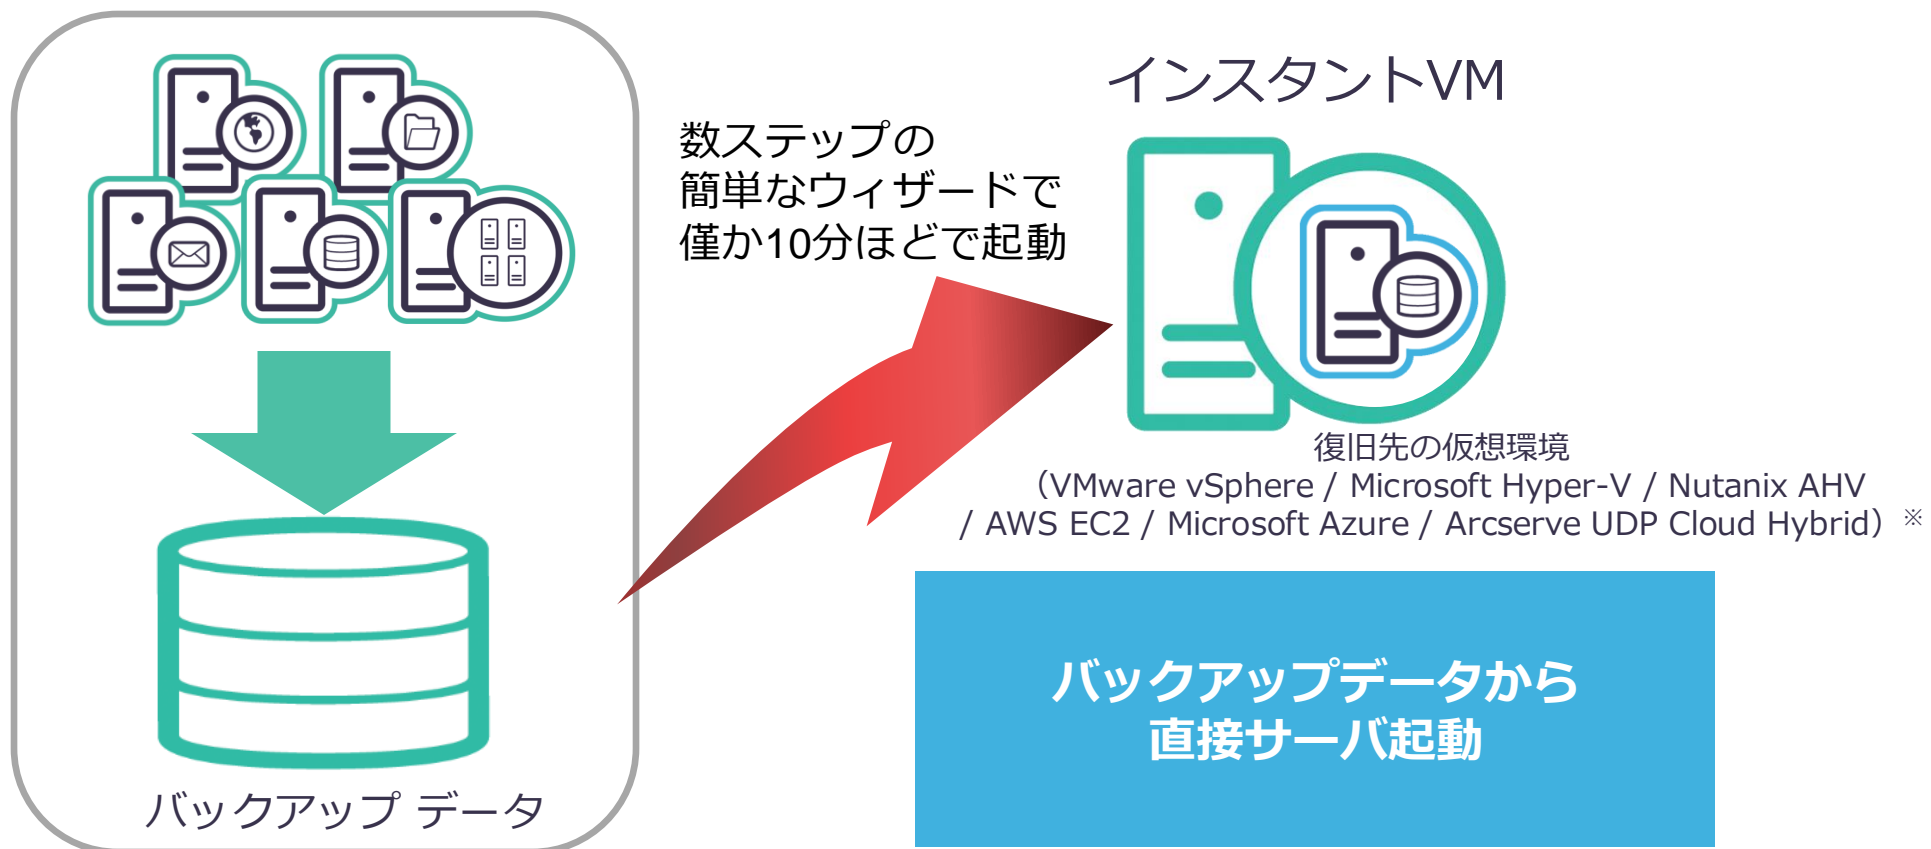 インスタントVM
数ステップの
簡単なウィザードで
僅か10分ほどで起動
復旧先の仮想環境
（VMware vSphere / Microsoft Hyper-V / Nutanix AHV
/ AWS EC2 / Microsoft Azure / Arcserve UDP Cloud Hybrid）※
バックアップデータから
直接サーバ起動
バックアップ データ